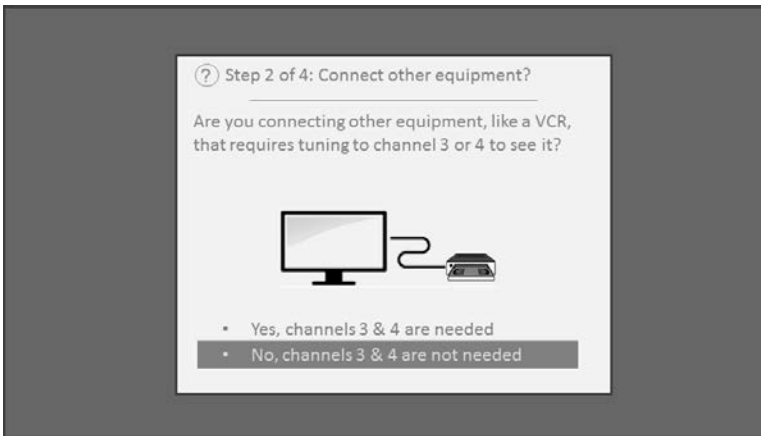 ? Step 2 of 4: Connect other equipment?
Are you connecting other equipment, like a VCR,
that requires tuning to channel 3 or 4 to see it?
▪ Yes, channels 3 & 4 are needed
▪ No, channels 3 & 4 are not needed